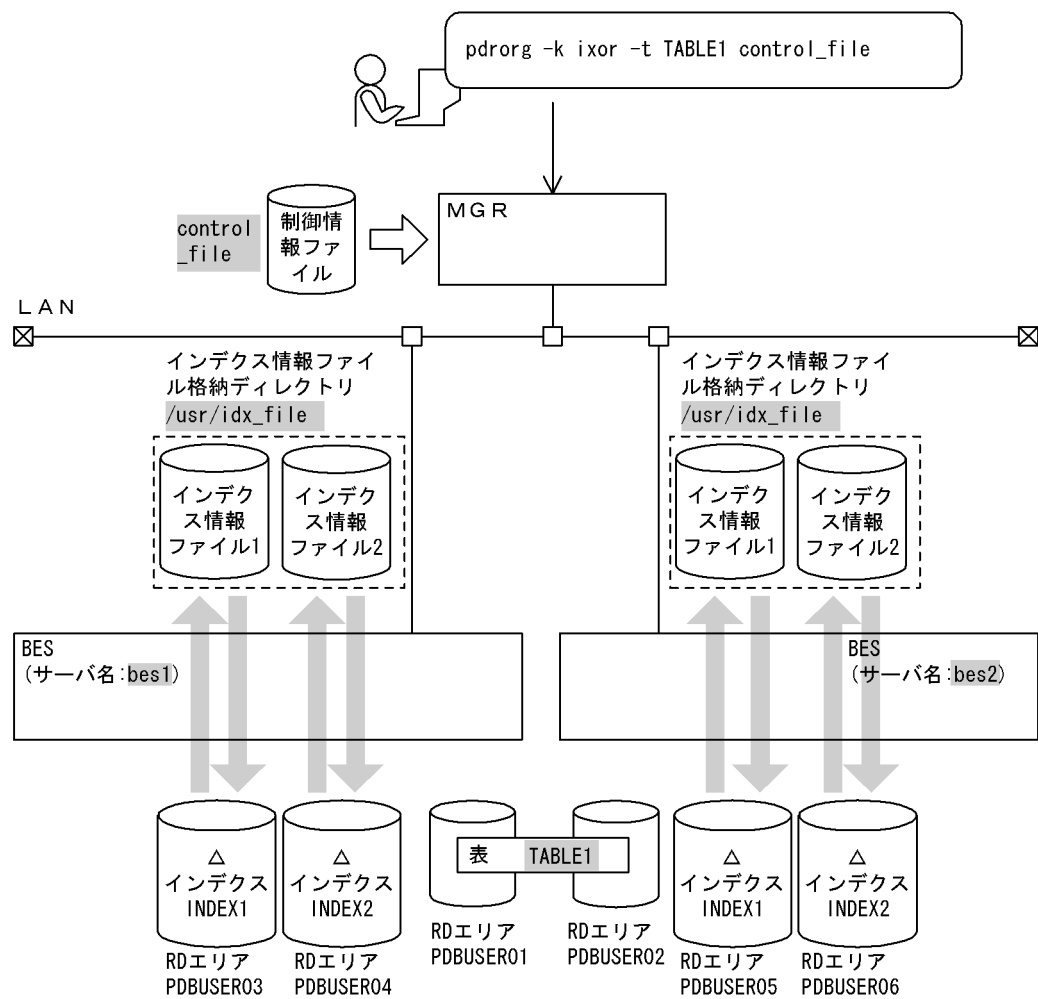 pdrorg -k ixor -t TABLE1 control_file
MGR
control
_file
制御情
報ファ
イル
LAN
インデクス情報ファイ
ル格納ディレクトリ
/usr/idx_file
インデク
ス情報
ファイル1
インデク
ス情報
ファイル2
インデクス情報ファイ
ル格納ディレクトリ
/usr/idx_file
インデク
ス情報
ファイル1
インデク
ス情報
ファイル2
BES
(サーバ名:bes1)
BES
(サーバ名:bes2)
△
インデクス
INDEX1
RDエリア
PDBUSER03
△
インデクス
INDEX2
RDエリア
PDBUSER04
表 TABLE1
RDエリア
PDBUSER01
RDエリア
PDBUSER02
△
インデクス
INDEX1
RDエリア
PDBUSER05
△
インデクス
INDEX2
RDエリア
PDBUSER06